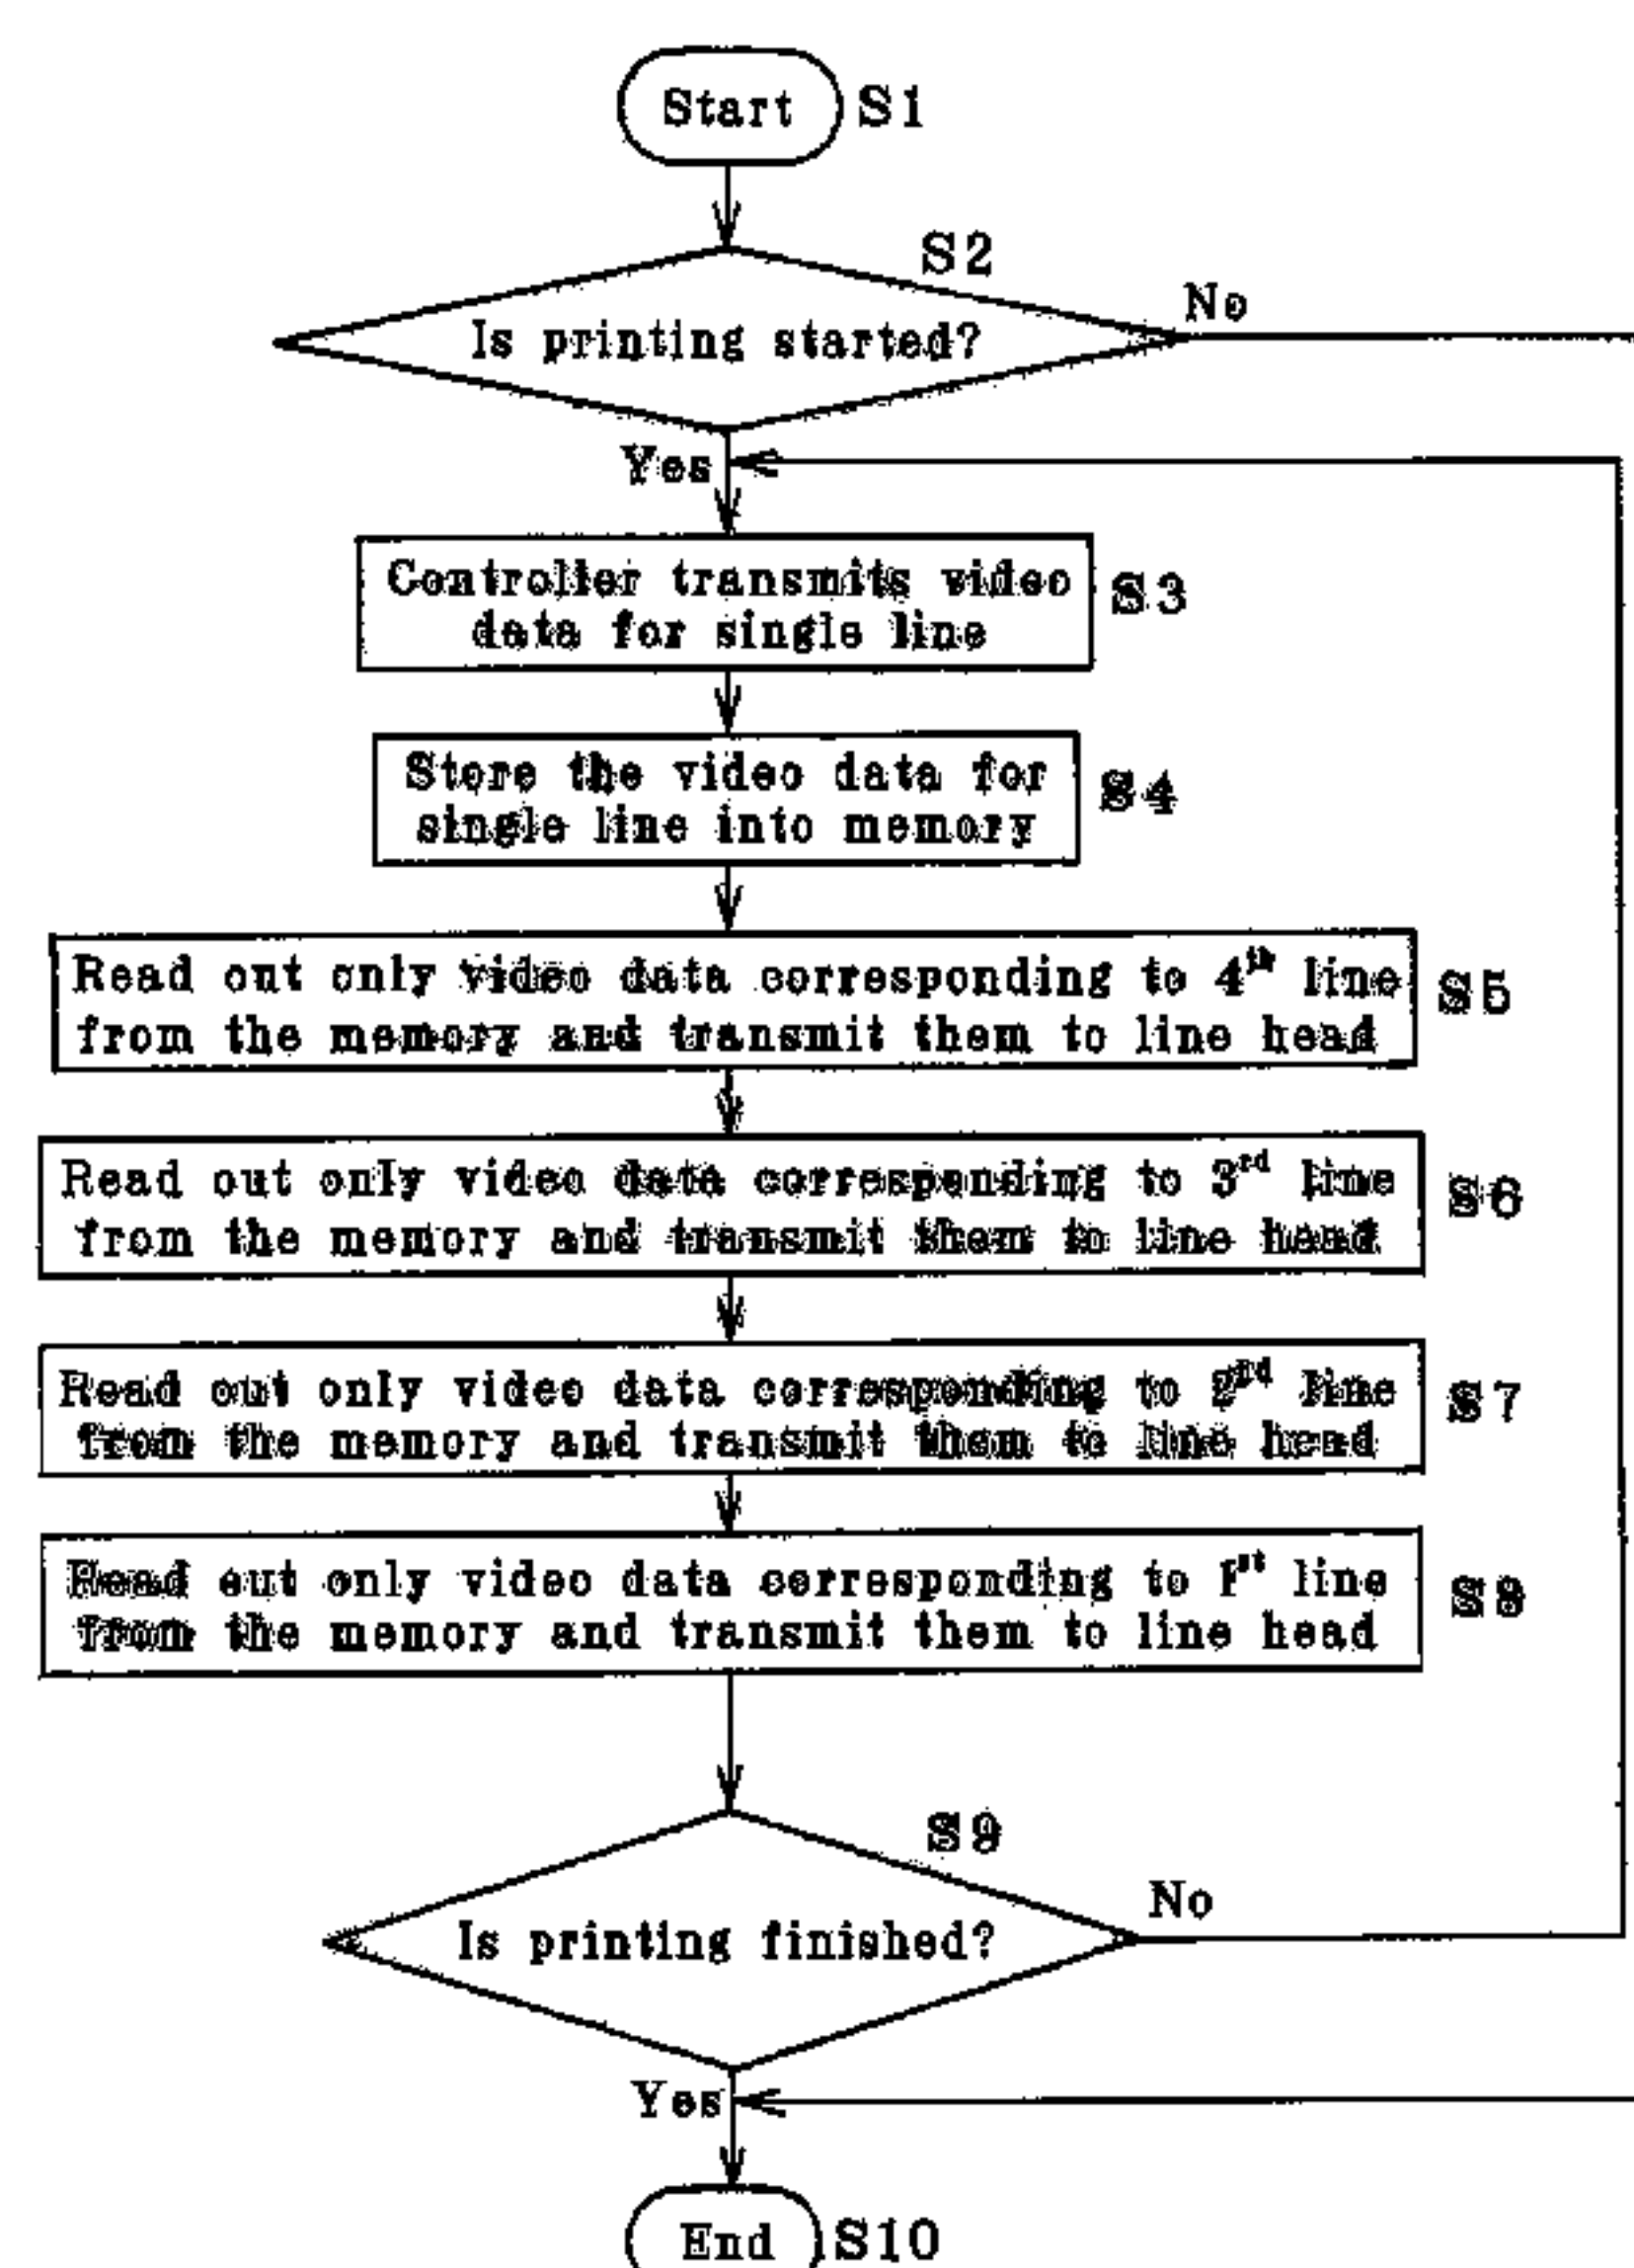 Start S1
S2
Is printing started?
No
Yes
Controller transmits video
data for single line
S3
Store the video data for
single line into memory
S4
Read out only video data corresponding to 4th line
from the memory and transmit them to line head
S5
Read out only video data corresponding to 3rd line
from the memory and transmit them to line head
S6
Read out only video data corresponding to 2nd line
from the memory and transmit them to line head
S7
Read out only video data corresponding to 1st line
from the memory and transmit them to line head
S8
S9
Is printing finished?
No
Yes
End S10